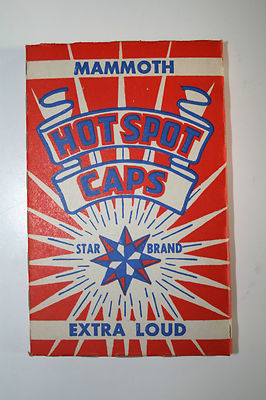 MAMMOTH
HOT SPOT
CAPS
STAR BRAND
EXTRA LOUD